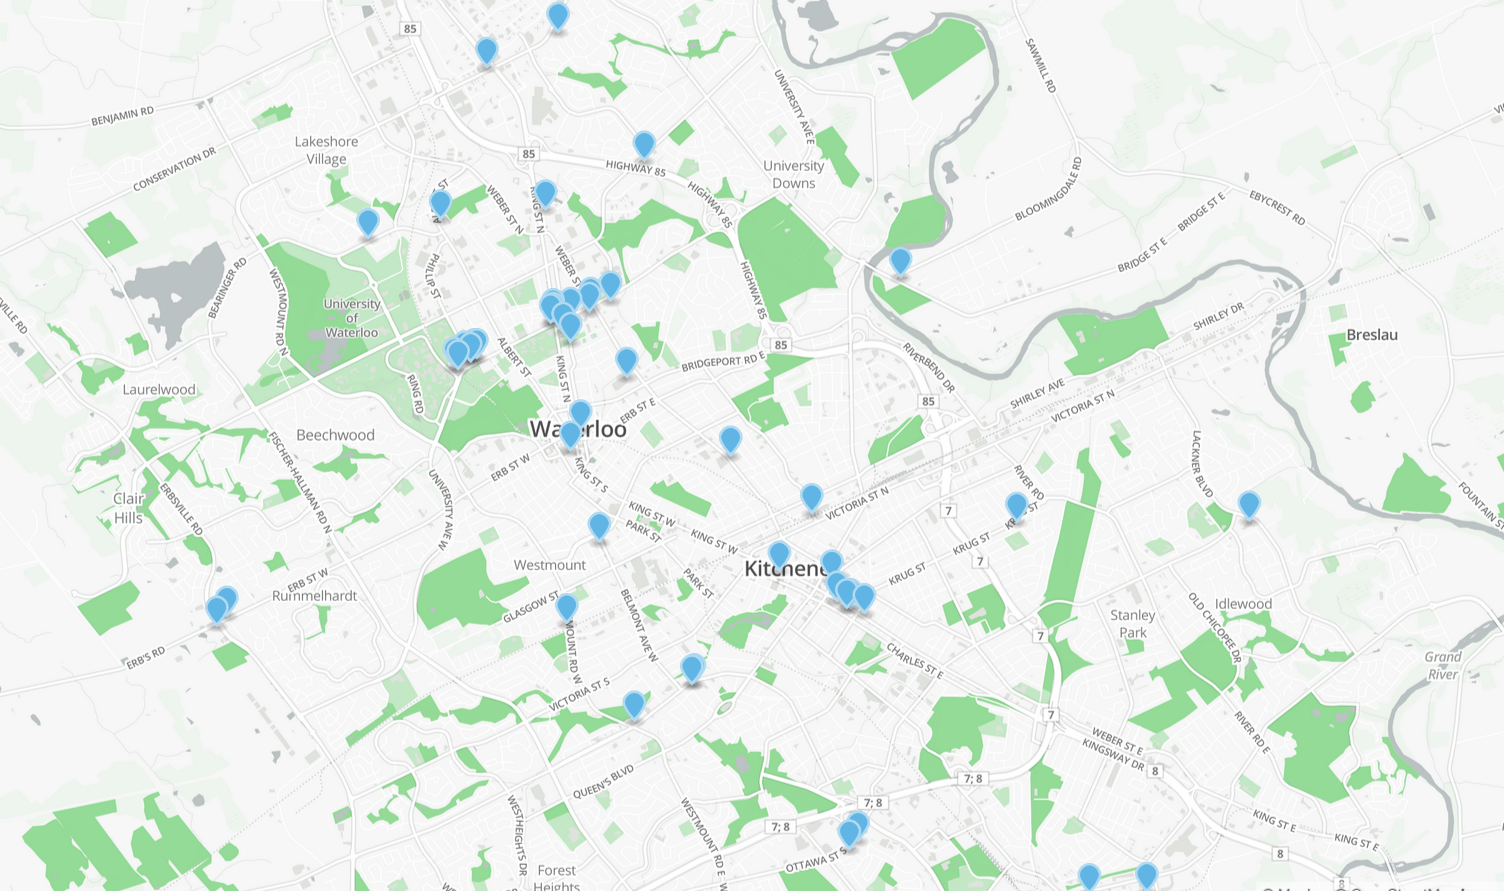 85
SAWMILL RD
UNIVERSITY AVE E
BENJAMIN RD
Lakeshore
Village
85
CONSERVATION DR
HIGHWAY 85
University
Downs
BLOOMINGDALE RD
HIGHWAY 85
WEBER ST N
KING ST N
EBYCREST RD
BRIDGE ST E
BRIDGE ST E
WEBER ST
PHILLIP ST
BEARINGER RD
WESTMOUNT RD N
HIGHWAY 85
University
of
Waterloo
SHIRLEY DR
Breslau
85
ALBERT ST
BRIDGEPORT RD E
RIVERBEND DR
KING ST N
RING RD
Laurelwood
SHIRLEY AVE
VICTORIA ST N
85
ERB ST E
Waterloo
Beechwood
FISCHER-HALLMAN RD N
ERB ST W
KING ST S
LACKNER BLVD
Clair
Hills
ERBSVILLE RD
UNIVERSITY AVE W
RIVER RD
VICTORIA ST N
7
KING ST W
PARK ST
KING ST W
KRUG ST
FOUNTAIN ST
KRUG ST
7
Westmount
Kitchener
KRUG ST
PARK ST
ERB ST W
Rummelhardt
GLASGOW ST
BELMONT AVE W
OLD CHICOPEE DR
Idlewood
Stanley
Park
7
MOUNT RD W
ERB'S RD
CHARLES ST E
Grand
River
VICTORIA ST S
7
WEBER ST E
KINGSWAY DR
RIVER RD E
8
QUEEN'S BLVD
7; 8
7; 8
7; 8
WESTHEIGHTS DR
WESTMOUNT RD E
KING ST E
KING ST E
8
OTTAWA ST S
Forest
Heights